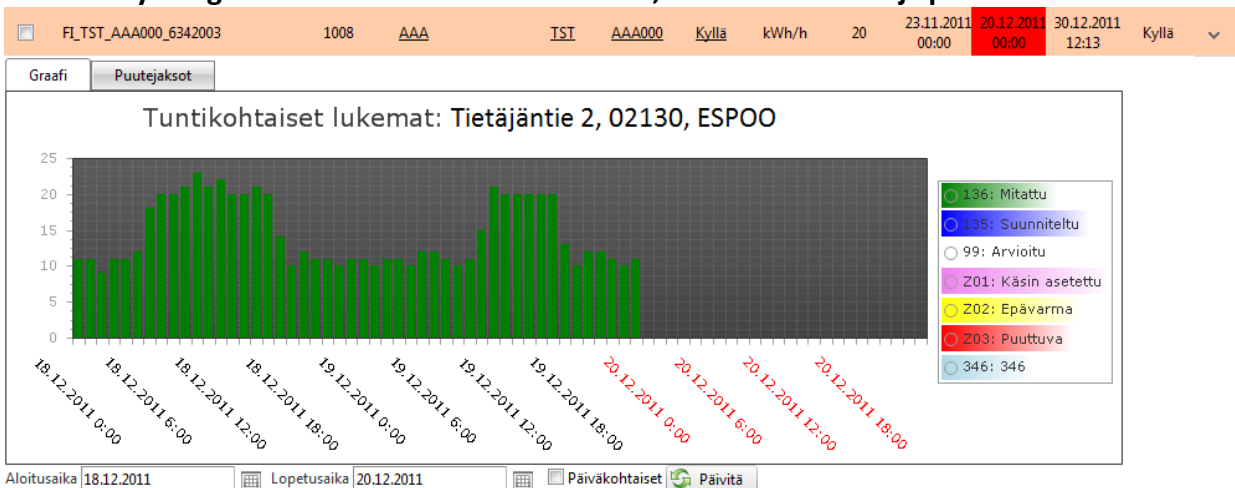 FI_TST_AAA000_6342003 1008 AAA TST AAA000 Kyllä kWh/h 20 23.11.2011 00:00 20.12.2011 00:00 30.12.2011 12:13 Kyllä
Graafi Puutejaksot
Tuntikohtaiset lukemat: Tietäjäntie 2, 02130, ESPOO
25
20
15
10
5
0
136: Mitattu
135: Suunniteltu
99: Arvioitu
Z01: Käsin asetettu
Z02: Epävarma
Z03: Puuttuva
346: 346
18.12.2011 0:00
18.12.2011 6:00
18.12.2011 12:00
18.12.2011 18:00
19.12.2011 0:00
19.12.2011 6:00
19.12.2011 12:00
19.12.2011 18:00
20.12.2011 0:00
20.12.2011 6:00
20.12.2011 12:00
20.12.2011 18:00
Aloitusaika 18.12.2011 Lopetusaika 20.12.2011 Päiväkohtaiset Päivitä